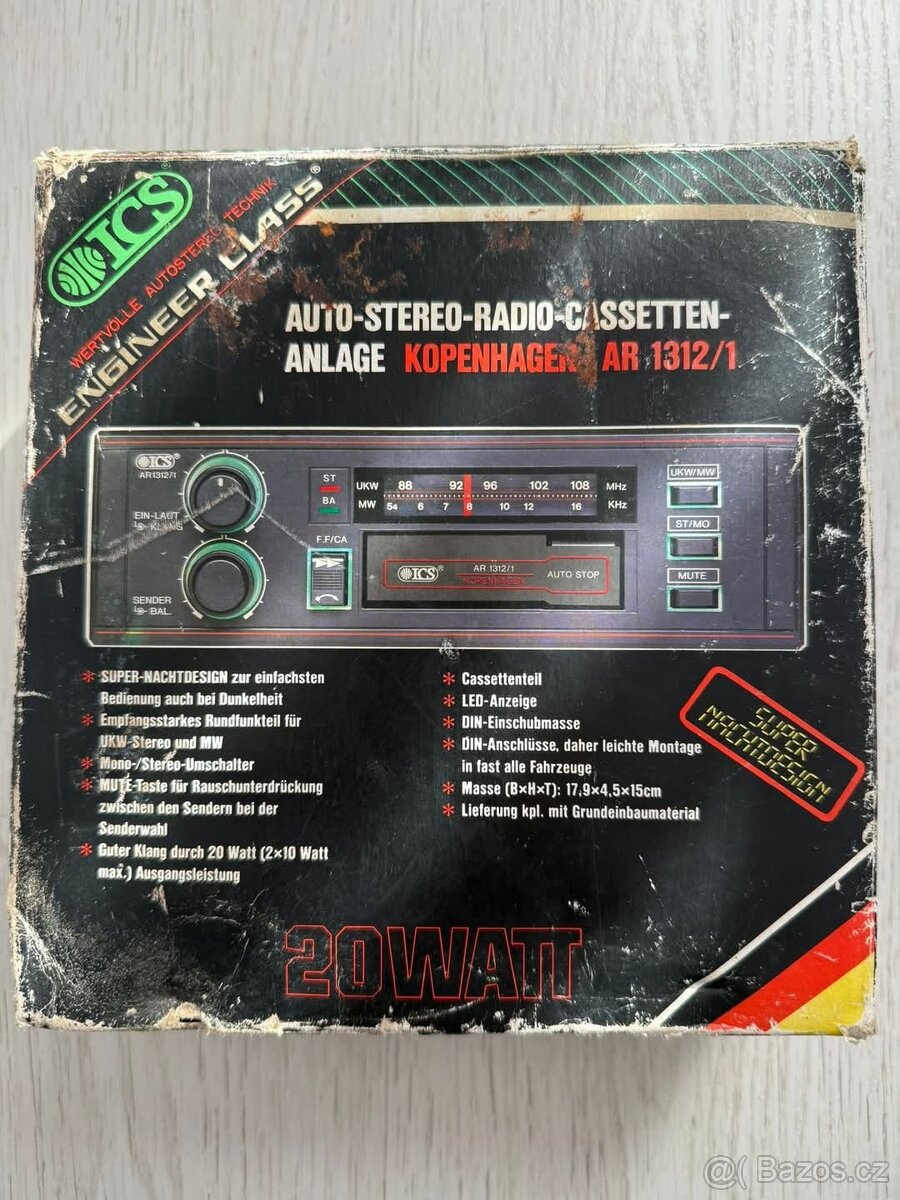 ICS
WERTVOLLE AUTOSTEREO TECHNIK
ENGINEER CLASS®
AUTO-STEREO-RADIO-CASSETTEN-
ANLAGE KOPENHAGEN AR 1312/1
ICS®
AR1312/1
EIN-LAUT
KLANG
SENDER
BAL.
ST
BA
F.F/CA
UKW 88 92 96 102 108 MHz
MW 54 6 7 8 10 12 16 KHz
ICS® AR 1312/1 AUTO STOP
KOPENHAGEN
UKW/MW
ST/MO
MUTE
* SUPER-NACHTDESIGN zur einfachsten
Bedienung auch bei Dunkelheit
* Empfangsstarkes Rundfunkteil für
UKW-Stereo und MW
* Mono-/Stereo-Umschalter
* MUTE-Taste für Rauschunterdrückung
zwischen den Sendern bei der
Senderwahl
* Guter Klang durch 20 Watt (2×10 Watt
max.) Ausgangsleistung
* Cassettenteil
* LED-Anzeige
* DIN-Einschubmasse
* DIN-Anschlüsse, daher leichte Montage
in fast alle Fahrzeuge
* Masse (B×H×T): 17,9×4,5×15cm
* Lieferung kpl. mit Grundeinbaumaterial
SUPER
NACHTDESIGN
20 WATT
@( Bazos.cz